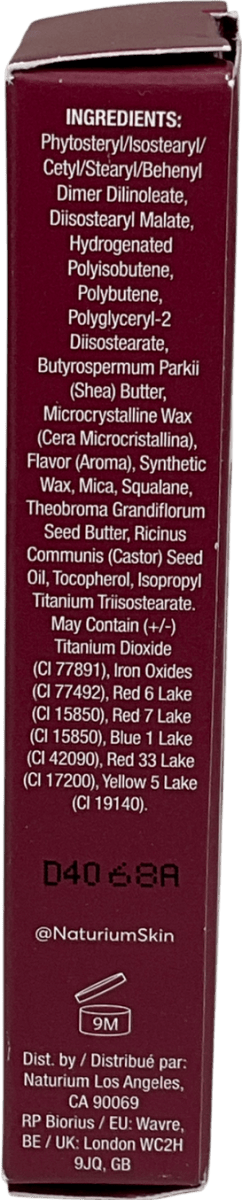 INGREDIENTS:
Phytosteryl/Isostearyl/
Cetyl/Stearyl/Behenyl
Dimer Dilinoleate,
Diisostearyl Malate,
Hydrogenated
Polyisobutene,
Polybutene,
Polyglyceryl-2
Diisostearate,
Butyrospermum Parkii
(Shea) Butter,
Microcrystalline Wax
(Cera Microcristallina),
Flavor (Aroma), Synthetic
Wax, Mica, Squalane,
Theobroma Grandiflorum
Seed Butter, Ricinus
Communis (Castor) Seed
Oil, Tocopherol, Isopropyl
Titanium Triisostearate.
May Contain (+/-)
Titanium Dioxide
(CI 77891), Iron Oxides
(CI 77492), Red 6 Lake
(CI 15850), Red 7 Lake
(CI 15850), Blue 1 Lake
(CI 42090), Red 33 Lake
(CI 17200), Yellow 5 Lake
(CI 19140).
D4068A
@NaturiumSkin
9M
Dist. by / Distribué par:
Naturium Los Angeles,
CA 90069
RP Biorius / EU: Wavre,
BE / UK: London WC2H
9JQ, GB